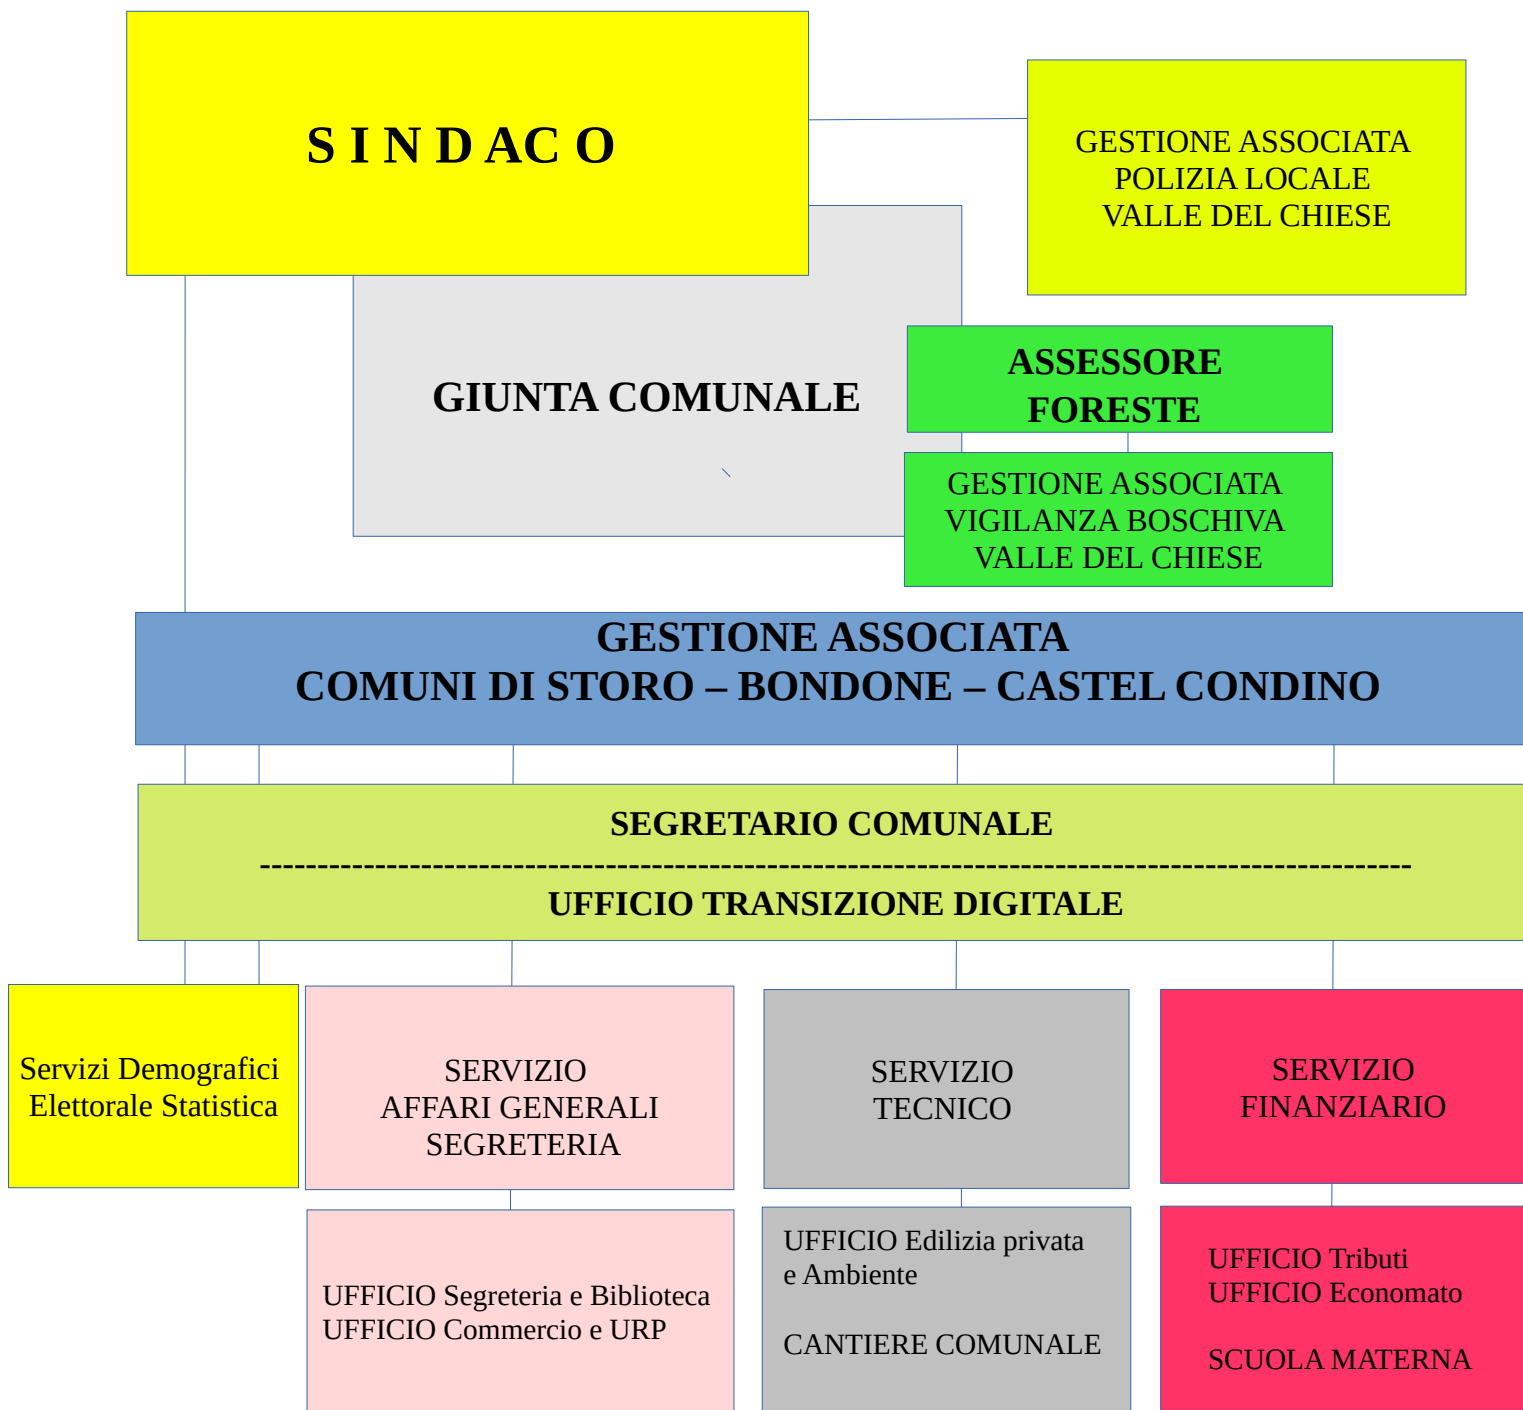 S I N D A C O
GESTIONE ASSOCIATA
POLIZIA LOCALE
VALLE DEL CHIESE
GIUNTA COMUNALE
ASSESSORE
FORESTE
GESTIONE ASSOCIATA
VIGILANZA BOSCHIVA
VALLE DEL CHIESE
GESTIONE ASSOCIATA
COMUNI DI STORO – BONDONE – CASTEL CONDINO
SEGRETARIO COMUNALE
----------------------------------------------------------------------------------------------------
UFFICIO TRANSIZIONE DIGITALE
Servizi Demografici
Elettorale Statistica
SERVIZIO
AFFARI GENERALI
SEGRETERIA
SERVIZIO
TECNICO
SERVIZIO
FINANZIARIO
UFFICIO Segreteria e Biblioteca
UFFICIO Commercio e URP
UFFICIO Edilizia privata
e Ambiente
CANTIERE COMUNALE
UFFICIO Tributi
UFFICIO Economato
SCUOLA MATERNA